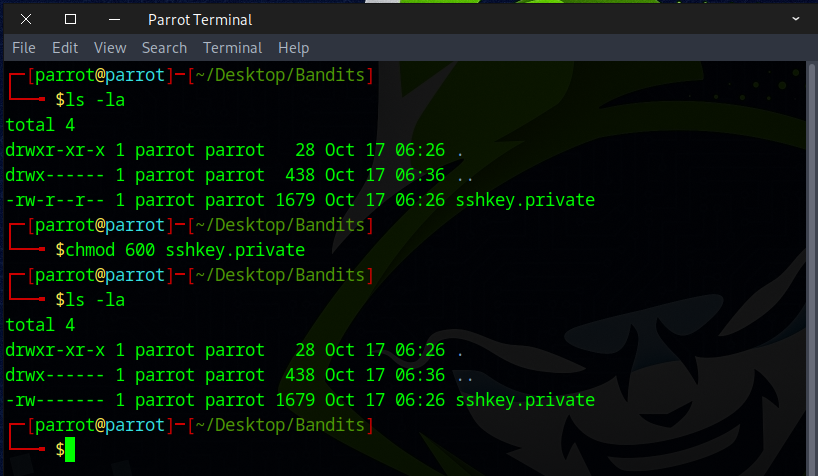 Parrot Terminal
File Edit View Search Terminal Help
┌─[parrot@parrot]─[~/Desktop/Bandits]
└──╼ $ls -la
total 4
drwxr-xr-x 1 parrot parrot   28 Oct 17 06:26 .
drwx------ 1 parrot parrot  438 Oct 17 06:36 ..
-rw-r--r-- 1 parrot parrot 1679 Oct 17 06:26 sshkey.private
┌─[parrot@parrot]─[~/Desktop/Bandits]
└──╼ $chmod 600 sshkey.private
┌─[parrot@parrot]─[~/Desktop/Bandits]
└──╼ $ls -la
total 4
drwxr-xr-x 1 parrot parrot   28 Oct 17 06:26 .
drwx------ 1 parrot parrot  438 Oct 17 06:36 ..
-rw------- 1 parrot parrot 1679 Oct 17 06:26 sshkey.private
┌─[parrot@parrot]─[~/Desktop/Bandits]
└──╼ $